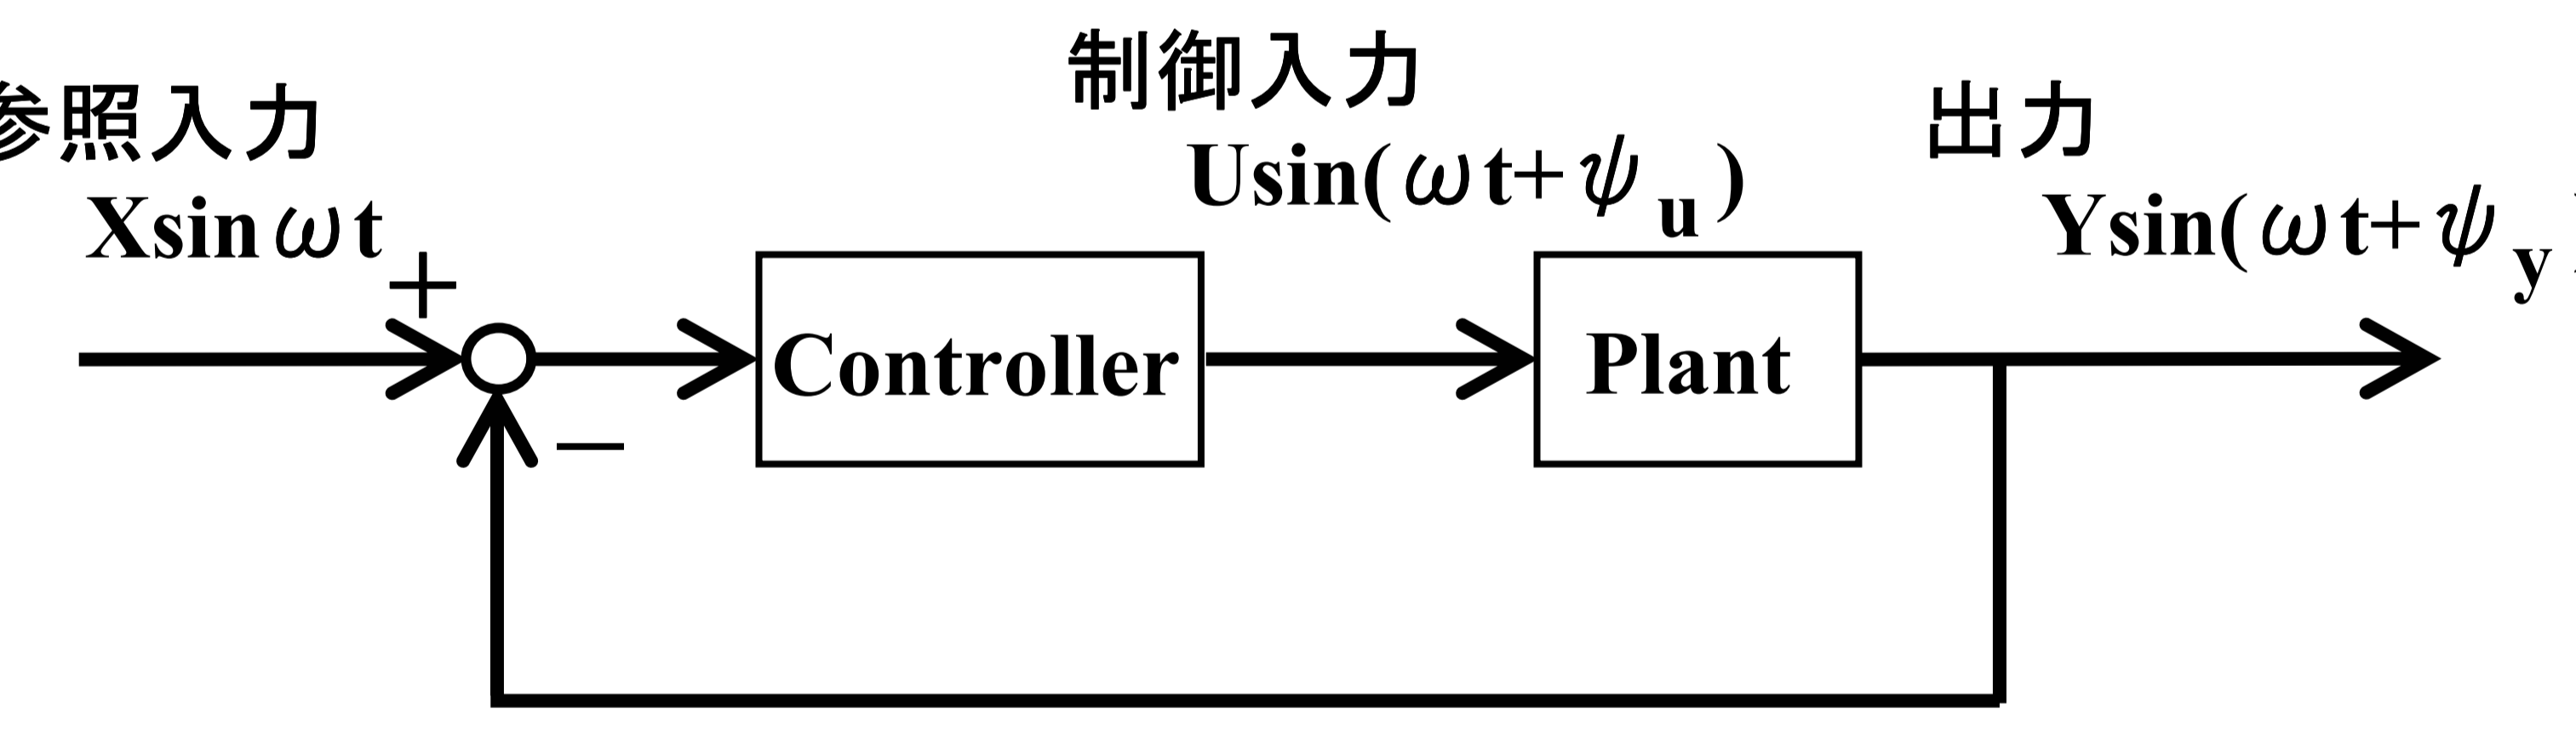 参照入力
Xsinωt
+
−
制御入力
Usin(ωt+ψu)
Controller
Plant
出力
Ysin(ωt+ψy)